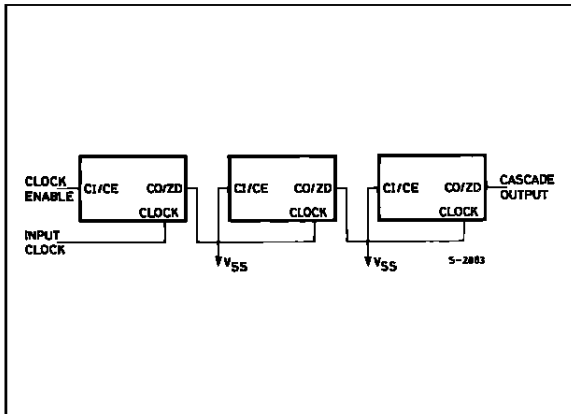 CLOCK ENABLE
CI/CE CO/ZD
CLOCK
CI/CE CO/ZD
CLOCK
CI/CE CO/ZD
CLOCK
CASCADE OUTPUT
INPUT CLOCK
VSS
VSS
S-2883